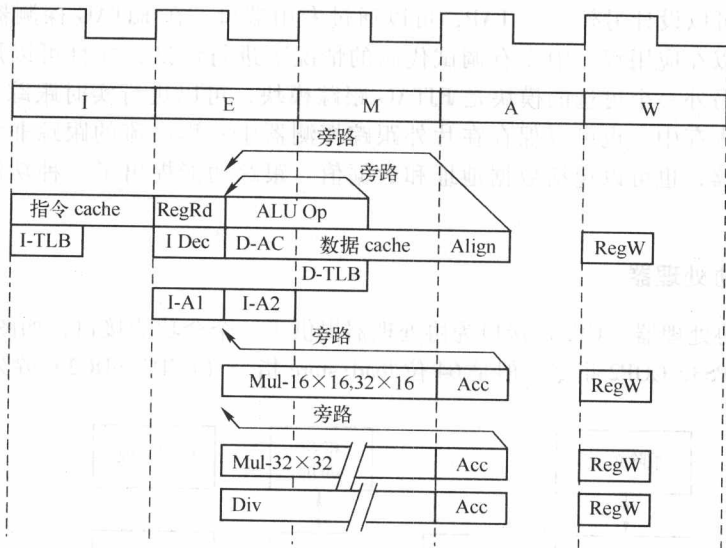 E M A W
旁路
旁路
指令 cache RegRd ALU Op
I-TLB I Dec D-AC 数据 cache Align RegW
D-TLB
I-A1 I-A2
旁路
Mul-16×16,32×16 Acc RegW
旁路
Mul-32×32 Acc RegW
Div Acc RegW